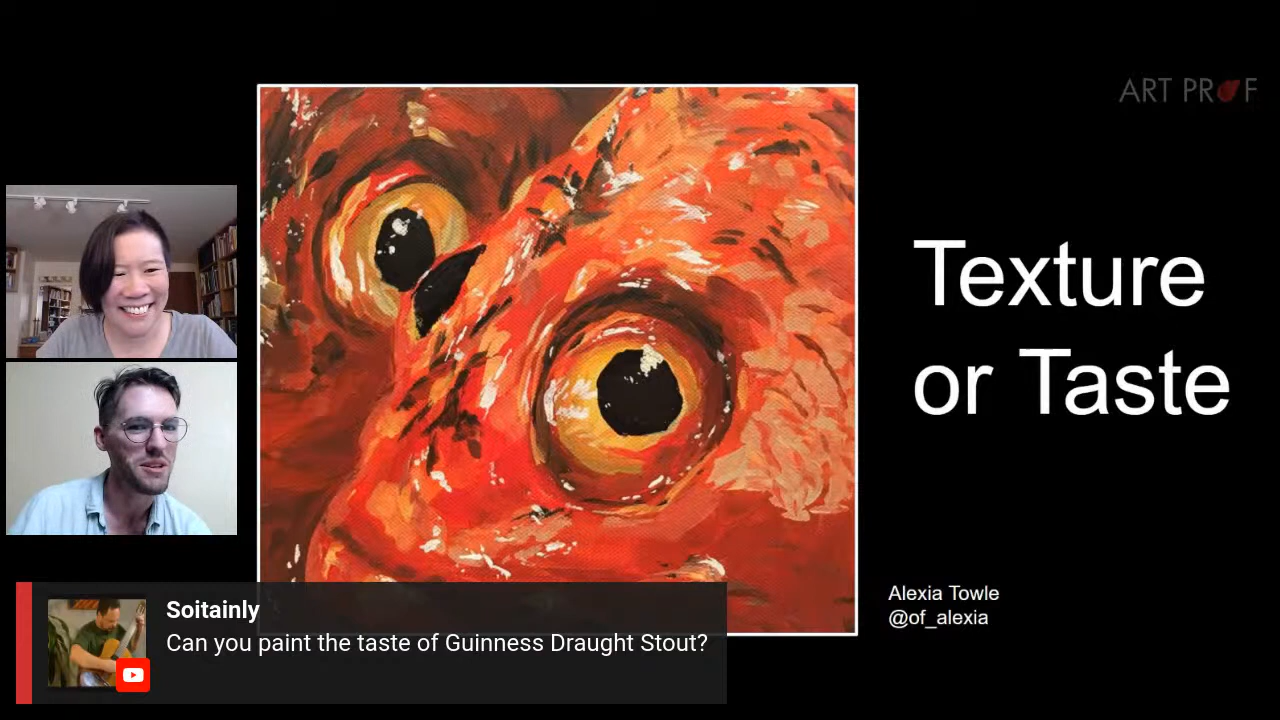 ART PROF
Texture
or Taste
Alexia Towle
@of_alexia
Soitainly
Can you paint the taste of Guinness Draught Stout?